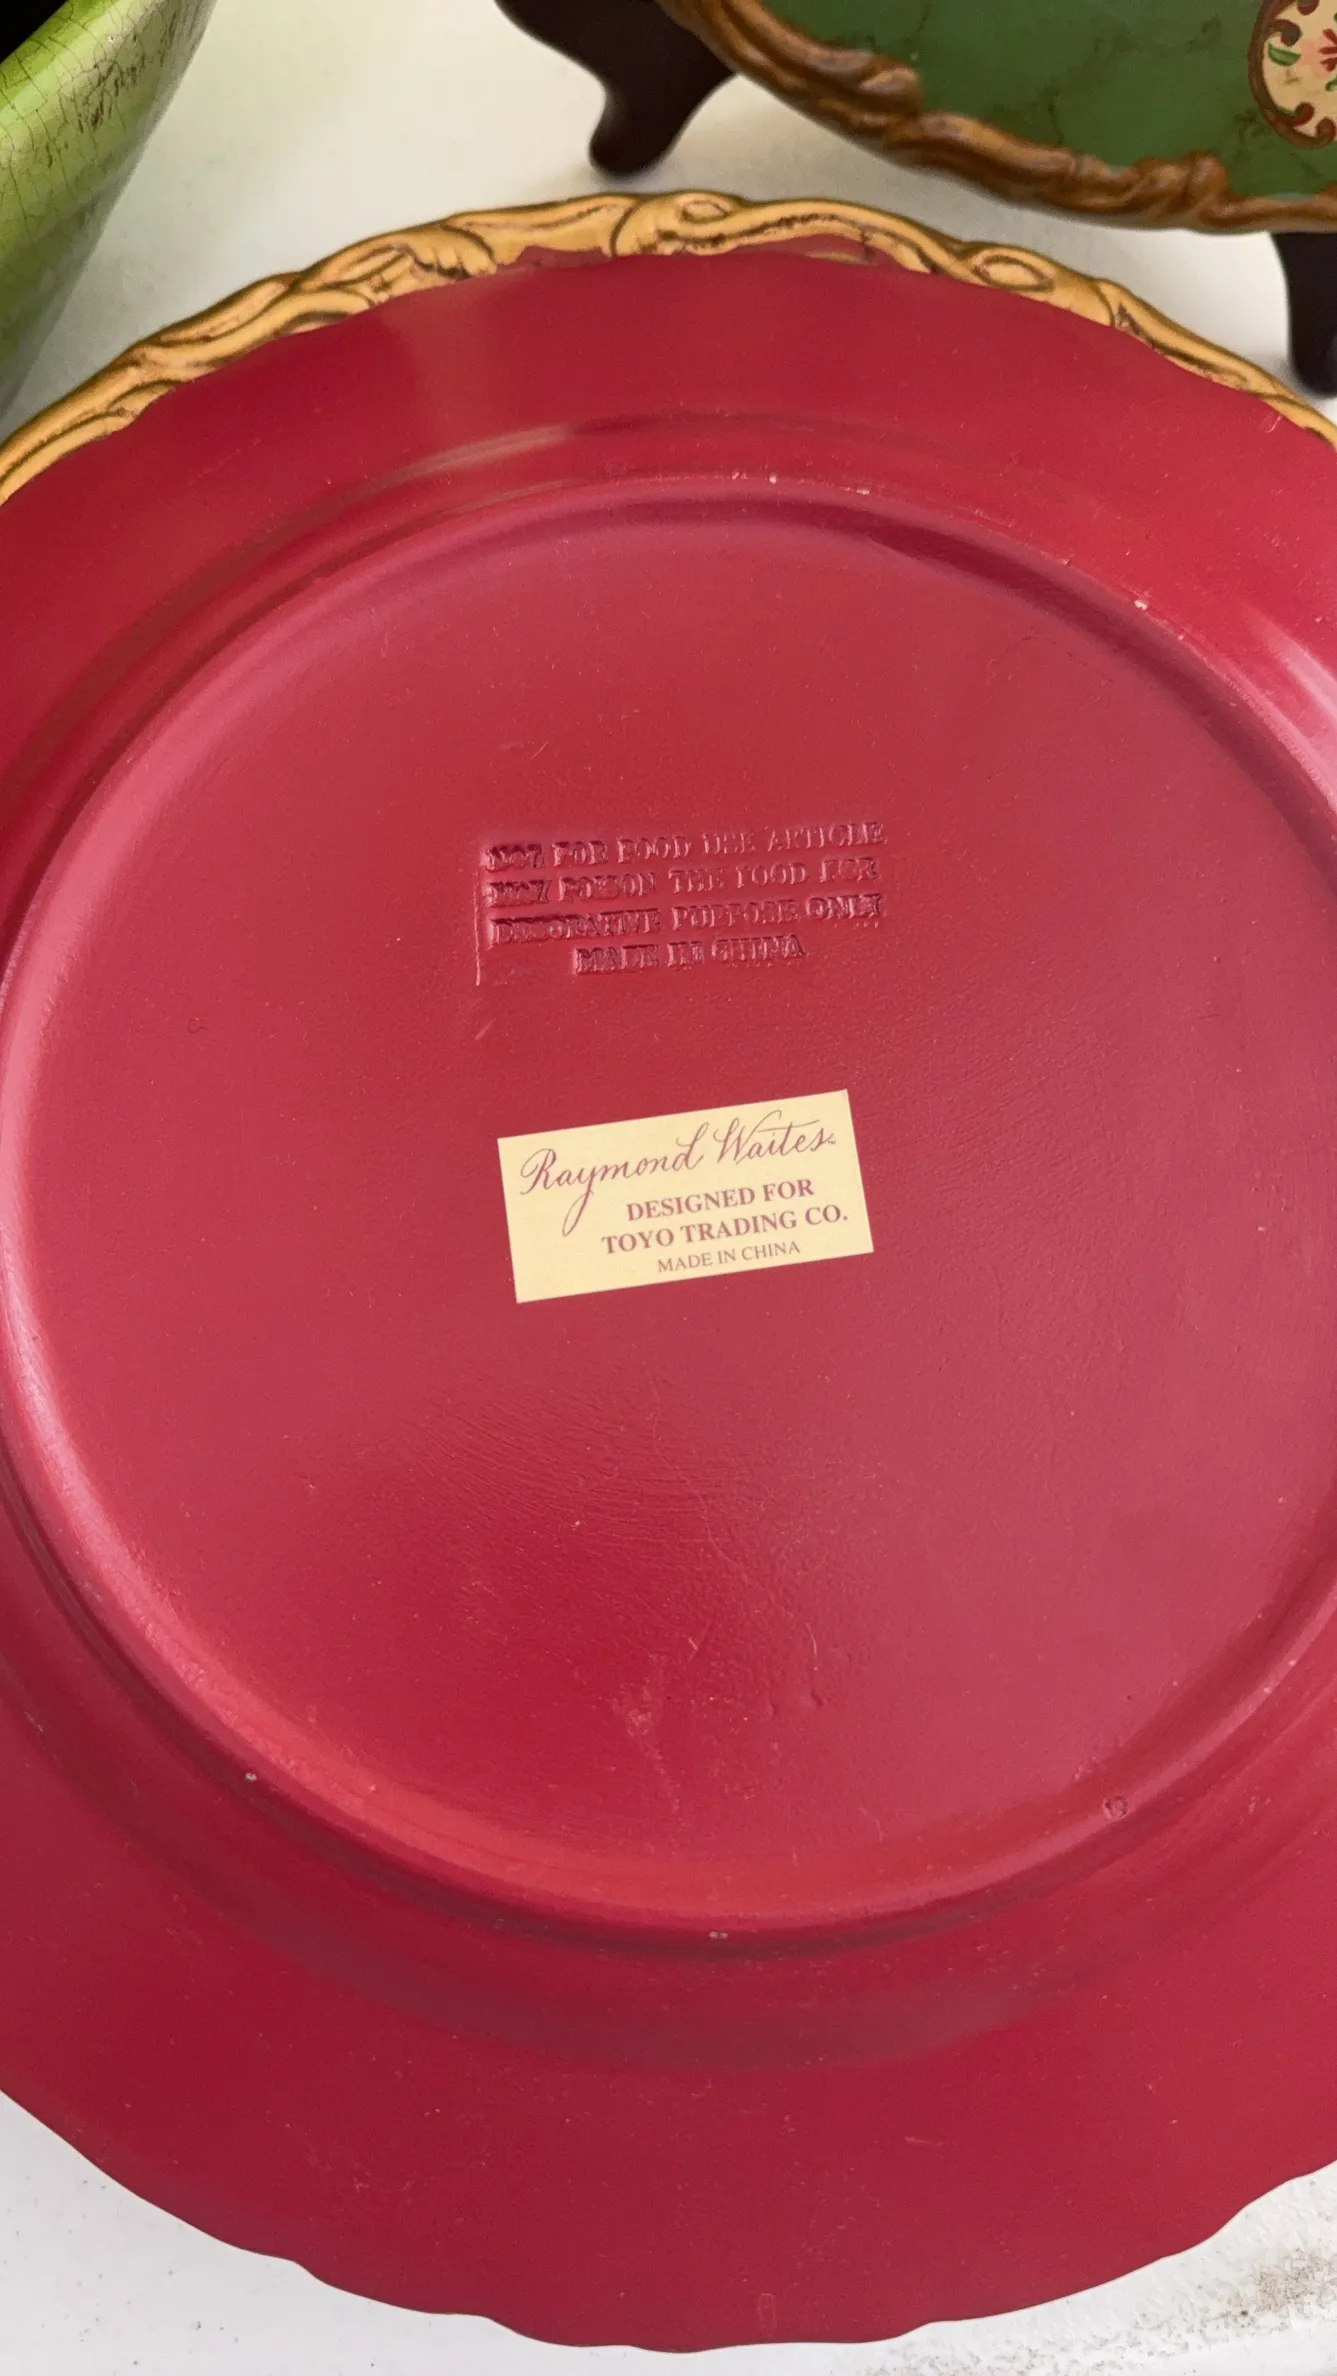 NOT FOR FOOD USE ARTICLE
MAY POISON THE FOOD FOR
DECORATIVE PURPOSE ONLY
MADE IN CHINA
Raymond Waites™
DESIGNED FOR
TOYO TRADING CO.
MADE IN CHINA